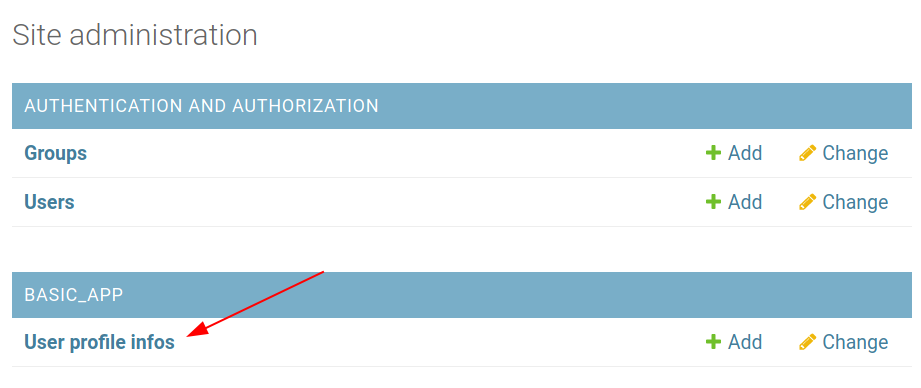 Site administration
AUTHENTICATION AND AUTHORIZATION
Groups Add Change
Users Add Change
BASIC_APP
User profile infos Add Change